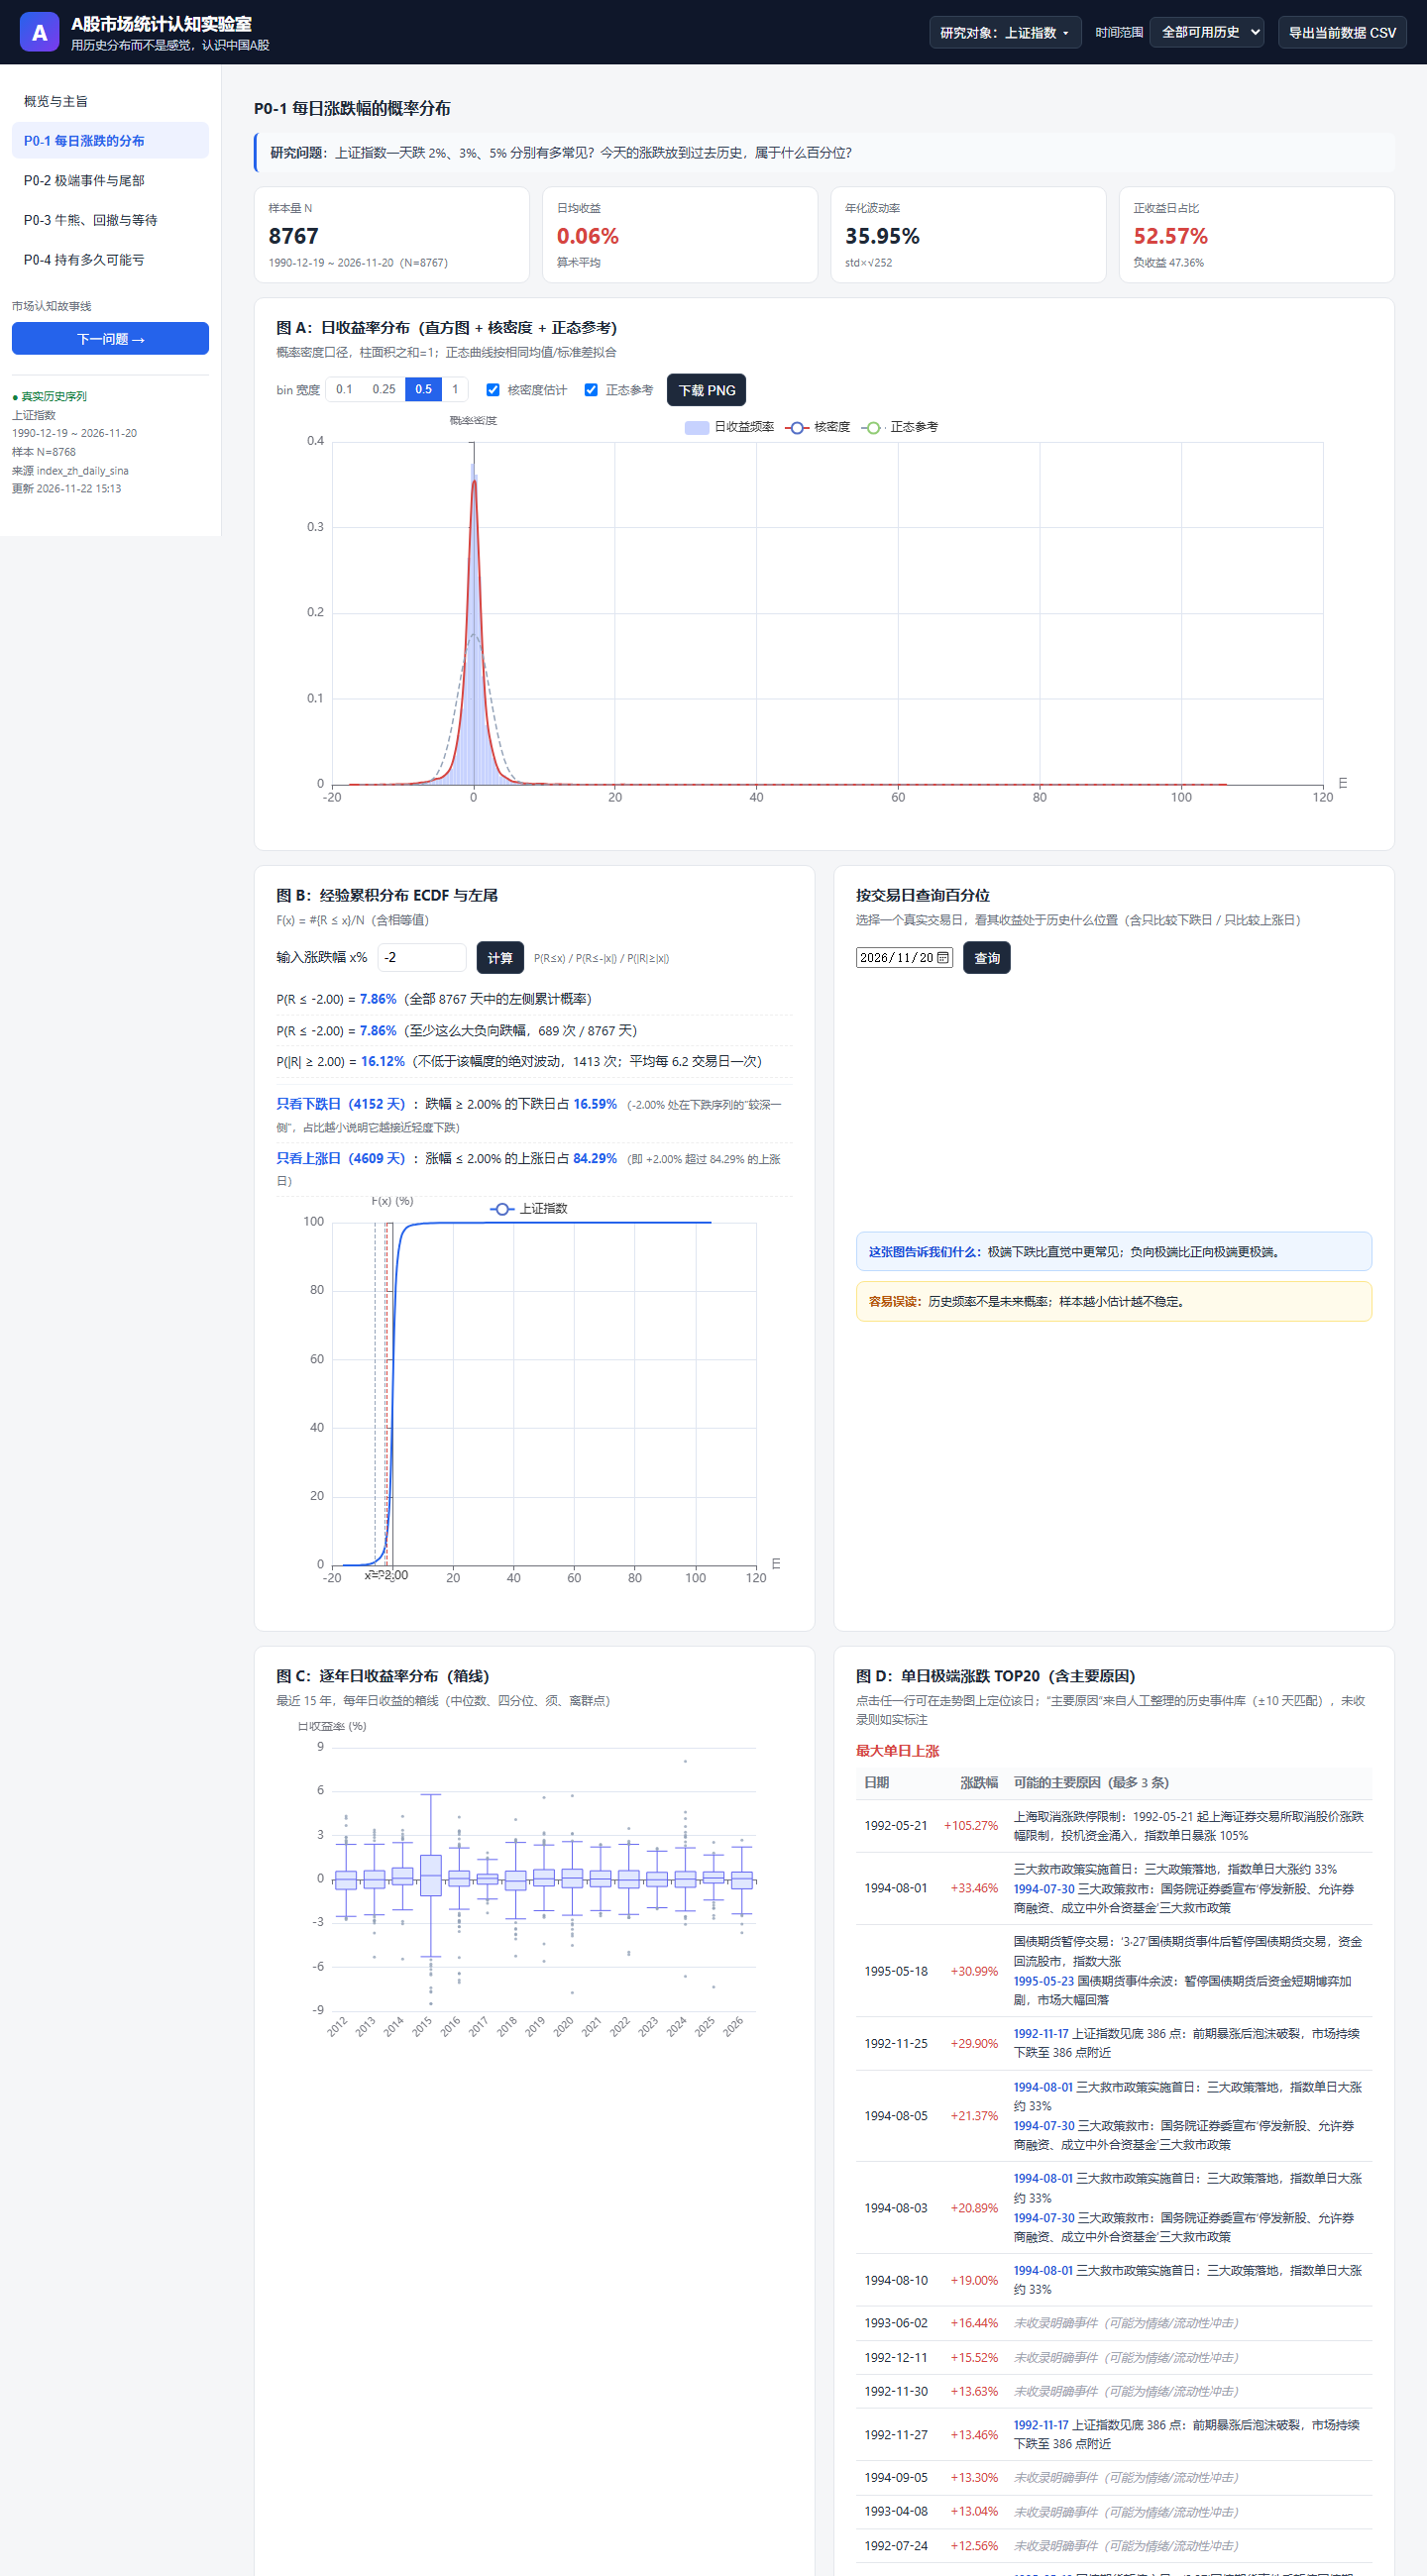 A
A股市场统计认知实验室
用历史分布而不是感觉，认识中国A股
研究对象：上证指数
时间范围
全部可用历史
导出当前数据 CSV
概览与主旨
P0-1 每日涨跌的分布
P0-2 极端事件与尾部
P0-3 牛熊、回撤与等待
P0-4 持有多久可能亏
市场认知故事线
下一问题 →
● 真实历史序列
上证指数
1990-12-19 ~ 2026-11-20
样本 N=8768
来源 index_zh_daily_sina
更新 2026-11-22 15:13
P0-1 每日涨跌幅的概率分布
研究问题：上证指数一天跌 2%、3%、5% 分别有多常见？今天的涨跌放到过去历史，属于什么百分位？
样本量 N
8767
1990-12-19 ~ 2026-11-20（N=8767）
日均收益
0.06%
算术平均
年化波动率
35.95%
std×√252
正收益日占比
52.57%
负收益 47.36%
图 A：日收益率分布（直方图 + 核密度 + 正态参考）
概率密度口径，柱面积之和=1；正态曲线按相同均值/标准差拟合
bin 宽度 0.1 0.25 0.5 1 核密度估计 正态参考 下载 PNG
概率密度
日收益频率 核密度 正态参考
0.4
0.3
0.2
0.1
0
-20 0 20 40 60 80 100 120
图 B：经验累积分布 ECDF 与左尾
F(x) = #{R ≤ x}/N（含相等值）
输入涨跌幅 x% -2 计算 P(R≤x) / P(R≤-|x|) / P(|R|≥|x|)
P(R ≤ -2.00) = 7.86%（全部 8767 天中的左侧累计概率）
P(R ≤ -2.00) = 7.86%（至少这么大负向跌幅，689 次 / 8767 天）
P(|R| ≥ 2.00) = 16.12%（不低于该幅度的绝对波动，1413 次；平均每 6.2 交易日一次）
只看下跌日（4152 天）：跌幅 ≥ 2.00% 的下跌日占 16.59% （-2.00% 处在下跌序列的“较深一
侧”，占比越小说明它越接近轻度下跌）
只看上涨日（4609 天）：涨幅 ≤ 2.00% 的上涨日占 84.29% （即 +2.00% 超过 84.29% 的上涨
日）
F(x) (%)
上证指数
100
80
60
40
20
0
x=-2.00
-20 20 40 60 80 100 120
按交易日查询百分位
选择一个真实交易日，看其收益处于历史什么位置（含只比较下跌日 / 只比较上涨日）
2026/11/20 查询
这张图告诉我们什么：极端下跌比直觉中更常见；负向极端比正向极端更极端。
容易误读：历史频率不是未来概率；样本越小估计越不稳定。
图 C：逐年日收益率分布（箱线）
最近 15 年，每年日收益的箱线（中位数、四分位、须、离群点）
日收益率 (%)
9
6
3
0
-3
-6
-9
2012 2013 2014 2015 2016 2017 2018 2019 2020 2021 2022 2023 2024 2025 2026
图 D：单日极端涨跌 TOP20（含主要原因）
点击任一行可在走势图上定位该日；“主要原因”来自人工整理的历史事件库（±10 天匹配），未收
录则如实标注
最大单日上涨
日期 涨跌幅 可能的主要原因（最多 3 条）
1992-05-21 +105.27% 上海取消涨跌停限制：1992-05-21 起上海证券交易所取消股价涨跌
幅限制，投机资金涌入，指数单日暴涨 105%
1994-08-01 +33.46% 三大救市政策实施首日：三大政策落地，指数单日大涨约 33%
1994-07-30 三大政策救市：国务院证券委宣布‘停发新股、允许券
商融资、成立中外合资基金’三大救市政策
1995-05-18 +30.99% 国债期货暂停交易：‘3·27’国债期货事件后暂停国债期货交易，资金
回流股市，指数大涨
1995-05-23 国债期货事件余波：暂停国债期货后资金短期博弈加
剧，市场大幅回落
1992-11-25 +29.90% 1992-11-17 上证指数见底 386 点：前期暴涨后泡沫破裂，市场持续
下跌至 386 点附近
1994-08-05 +21.37% 1994-08-01 三大救市政策实施首日：三大政策落地，指数单日大涨
约 33%
1994-07-30 三大政策救市：国务院证券委宣布‘停发新股、允许券
商融资、成立中外合资基金’三大救市政策
1994-08-03 +20.89% 1994-08-01 三大救市政策实施首日：三大政策落地，指数单日大涨
约 33%
1994-07-30 三大政策救市：国务院证券委宣布‘停发新股、允许券
商融资、成立中外合资基金’三大救市政策
1994-08-10 +19.00% 1994-08-01 三大救市政策实施首日：三大政策落地，指数单日大涨
约 33%
1993-06-02 +16.44% 未收录明确事件（可能为情绪/流动性冲击）
1992-12-11 +15.52% 未收录明确事件（可能为情绪/流动性冲击）
1992-11-30 +13.63% 未收录明确事件（可能为情绪/流动性冲击）
1992-11-27 +13.46% 1992-11-17 上证指数见底 386 点：前期暴涨后泡沫破裂，市场持续
下跌至 386 点附近
1994-09-05 +13.30% 未收录明确事件（可能为情绪/流动性冲击）
1993-04-08 +13.04% 未收录明确事件（可能为情绪/流动性冲击）
1992-07-24 +12.56% 未收录明确事件（可能为情绪/流动性冲击）